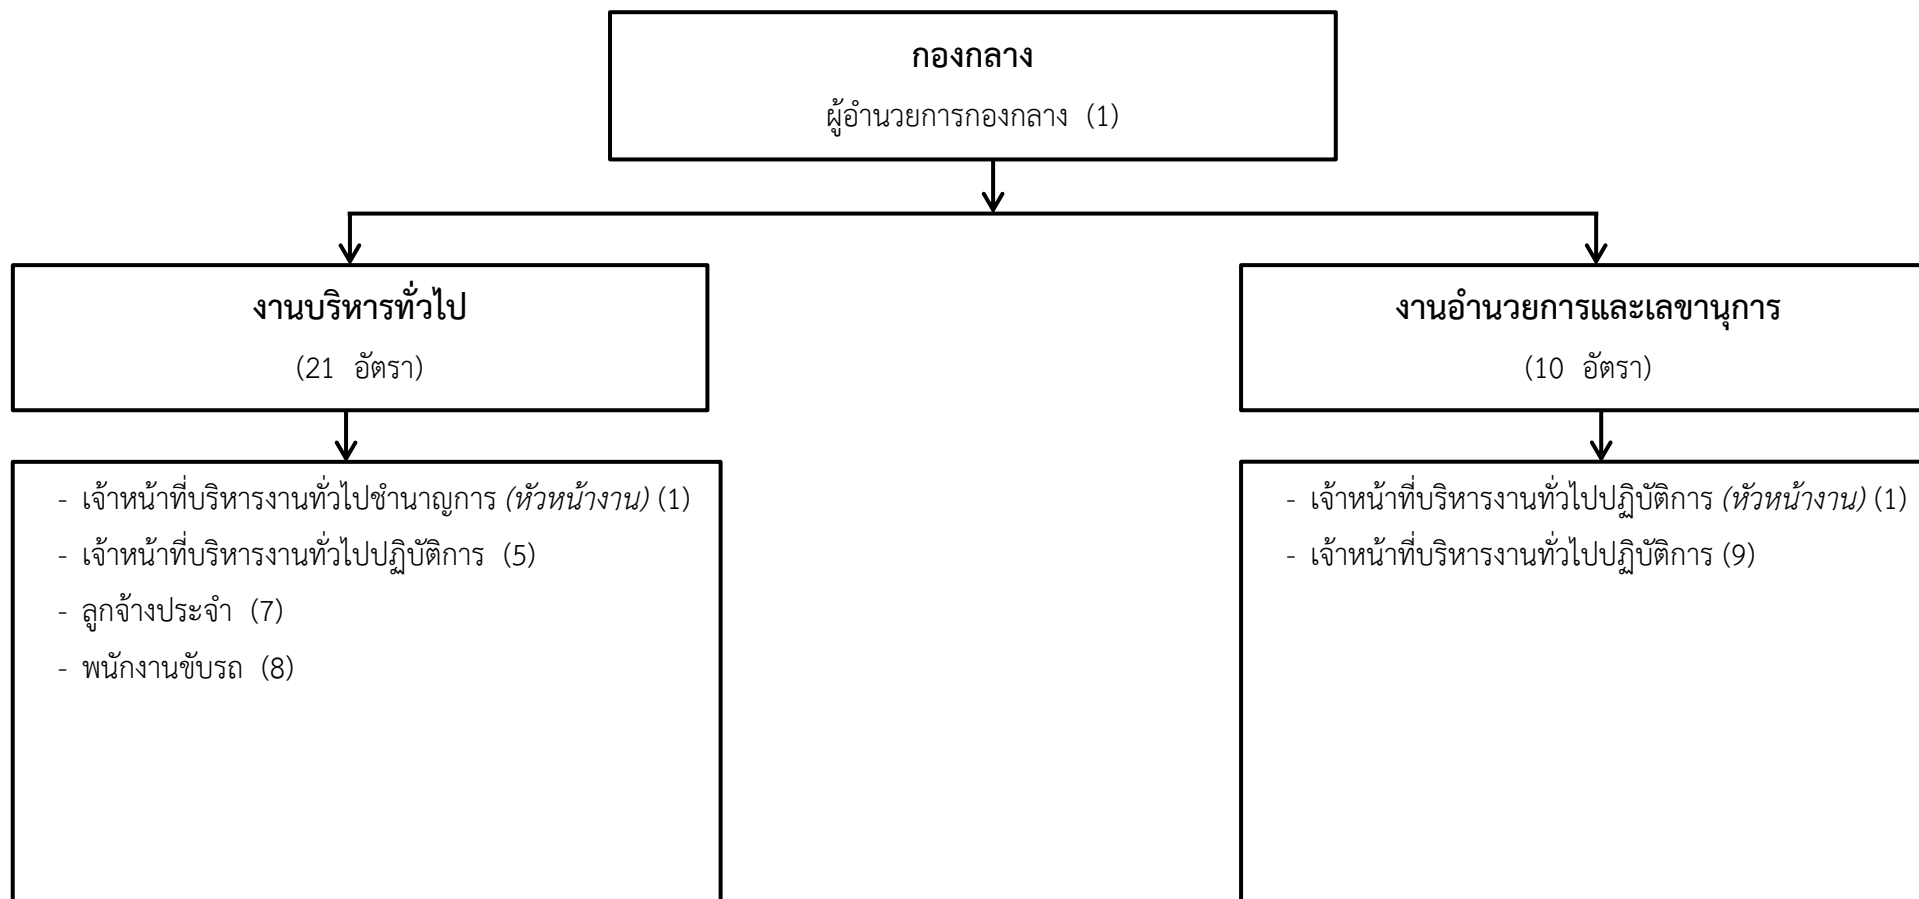 กองกลาง
ผู้อำนวยการกองกลาง (1)
งานบริหารทั่วไป
(21 อัตรา)
งานอำนวยการและเลขานุการ
(10 อัตรา)
- เจ้าหน้าที่บริหารงานทั่วไปชำนาญการ (หัวหน้างาน) (1)
- เจ้าหน้าที่บริหารงานทั่วไปปฏิบัติการ (5)
- ลูกจ้างประจำ (7)
- พนักงานขับรถ (8)
- เจ้าหน้าที่บริหารงานทั่วไปปฏิบัติการ (หัวหน้างาน) (1)
- เจ้าหน้าที่บริหารงานทั่วไปปฏิบัติการ (9)